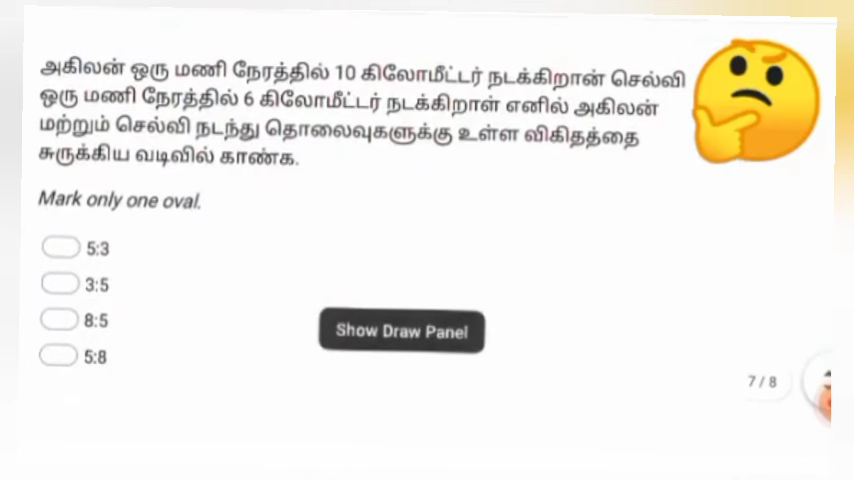 அகிலன் ஒரு மணி நேரத்தில் 10 கிலோமீட்டர் நடக்கிறான் செல்வி
ஒரு மணி நேரத்தில் 6 கிலோமீட்டர் நடக்கிறாள் எனில் அகிலன்
மற்றும் செல்வி நடந்து தொலைவுகளுக்கு உள்ள விகிதத்தை
சுருக்கிய வடிவில் காண்க.
Mark only one oval.
5:3
3:5
8:5
5:8
Show Draw Panel
7 / 8